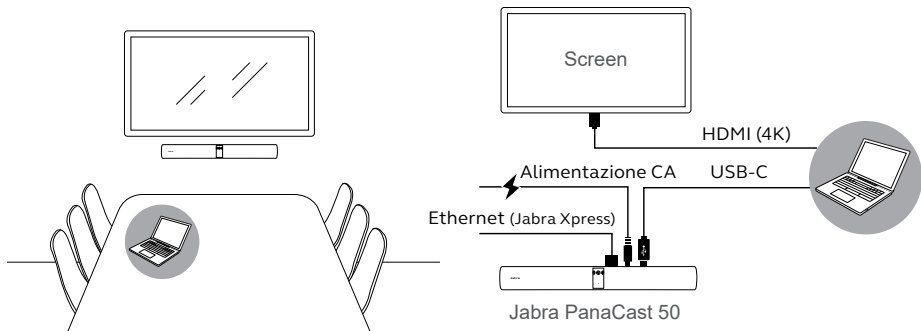 Screen
HDMI (4K)
Alimentazione CA
USB-C
Ethernet (Jabra Xpress)
Jabra PanaCast 50